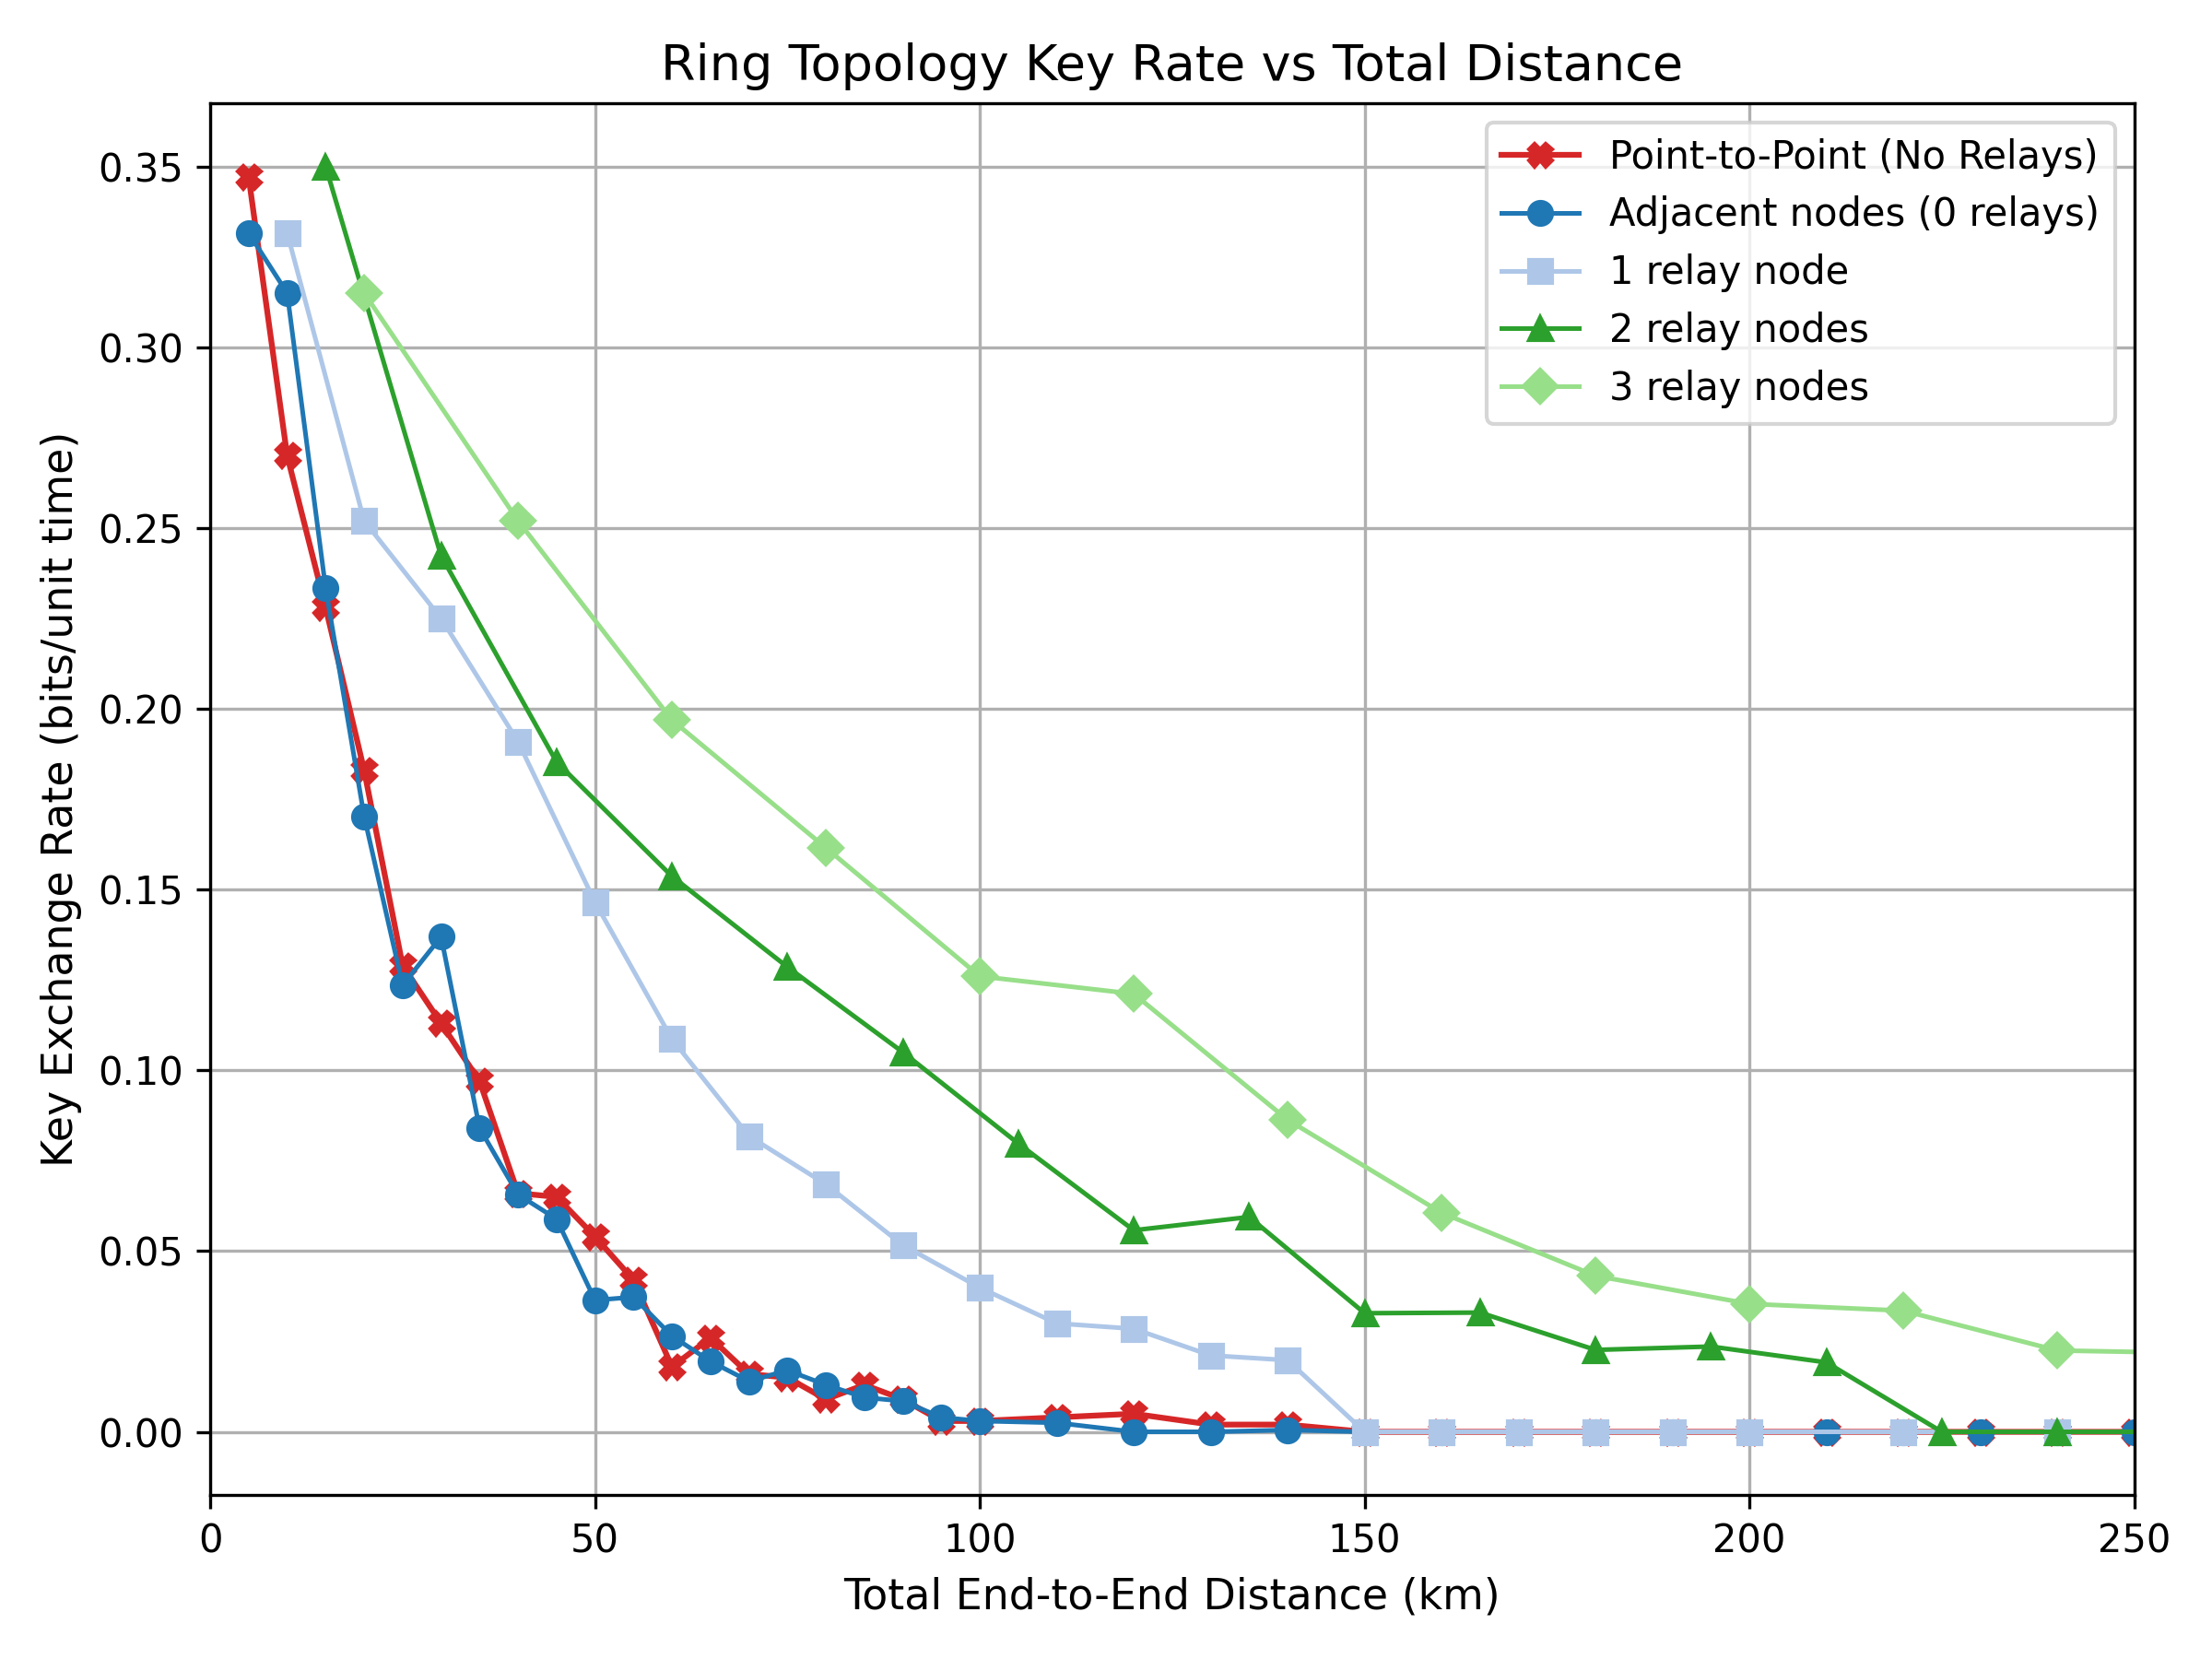 Ring Topology Key Rate vs Total Distance
Key Exchange Rate (bits/unit time)
0.35
0.30
0.25
0.20
0.15
0.10
0.05
0.00
Point-to-Point (No Relays)
Adjacent nodes (0 relays)
1 relay node
2 relay nodes
3 relay nodes
0 50 100 150 200 250
Total End-to-End Distance (km)